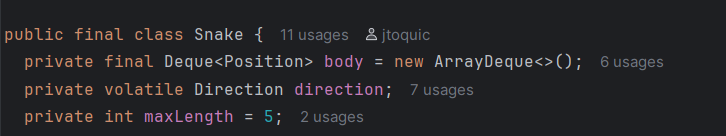 public final class Snake { 11 usages jtoquic
private final Deque<Position> body = new ArrayDeque<>(); 6 usages
private volatile Direction direction; 7 usages
private int maxLength = 5; 2 usages